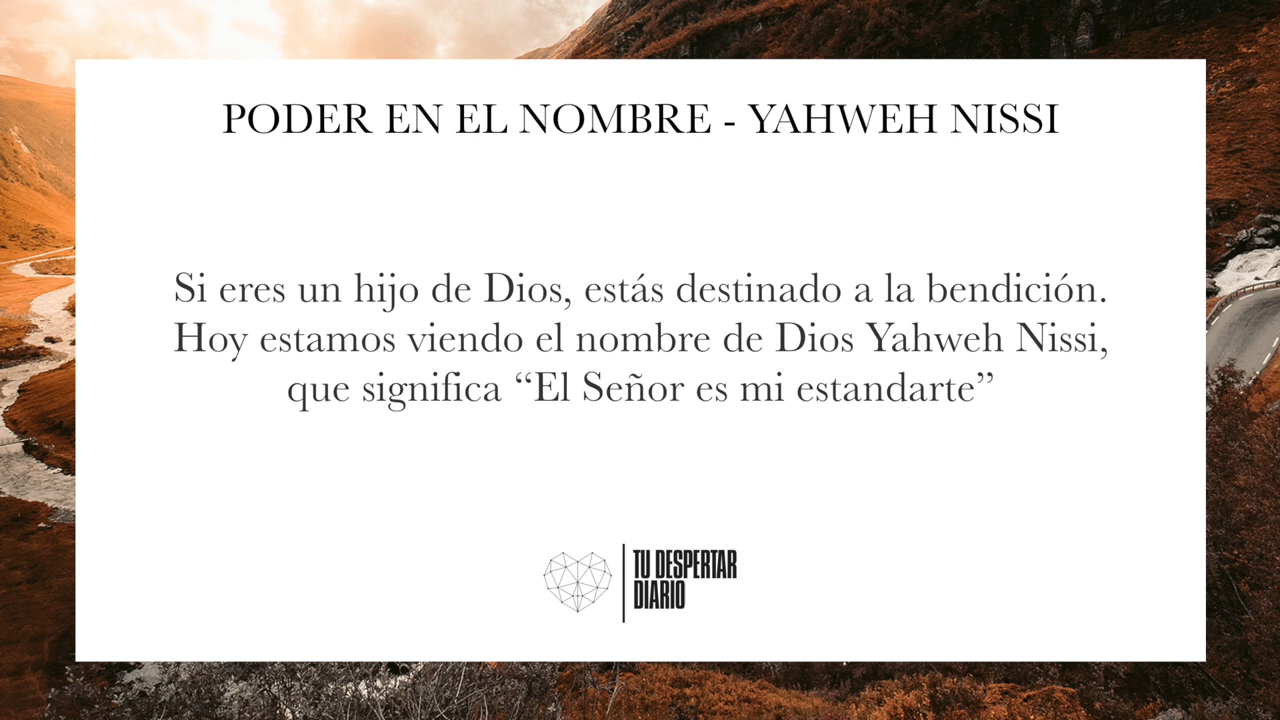 PODER EN EL NOMBRE - YAHWEH NISSI
Si eres un hijo de Dios, estás destinado a la bendición.
Hoy estamos viendo el nombre de Dios Yahweh Nissi,
que significa “El Señor es mi estandarte”
TU DESPERTAR
DIARIO